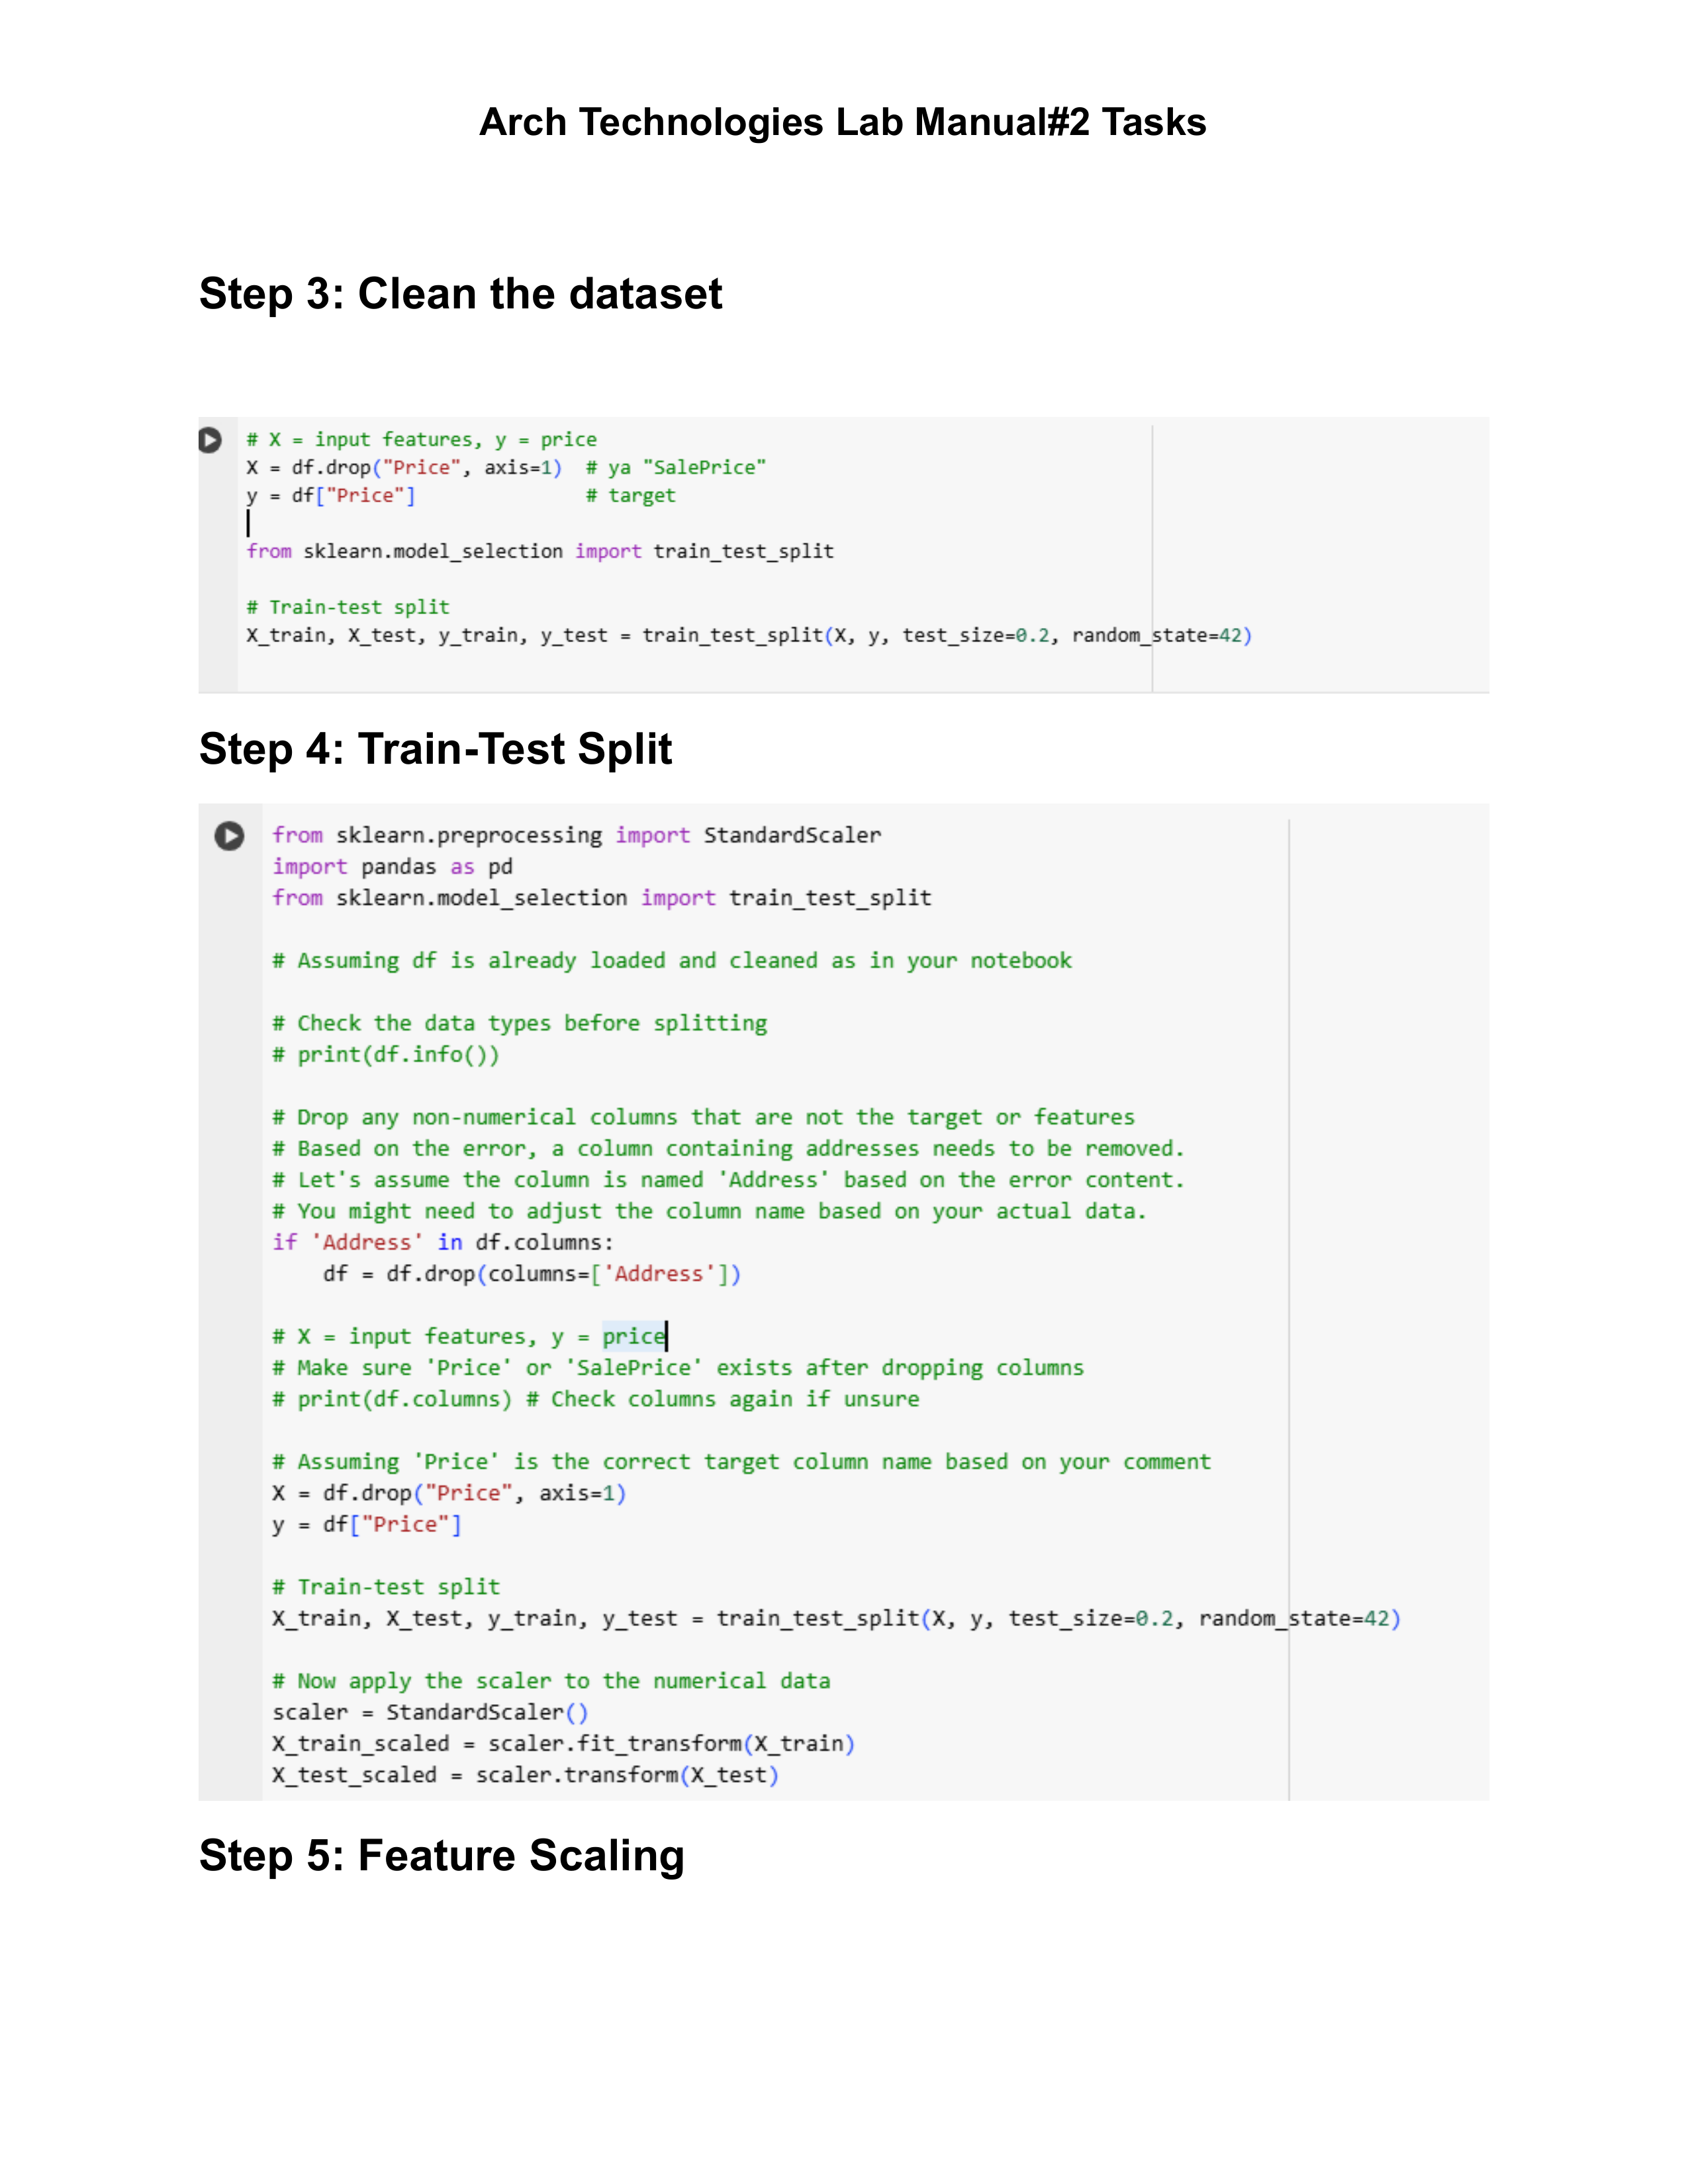 Arch Technologies Lab Manual#2 Tasks
Step 3: Clean the dataset
# X = input features, y = price
X = df.drop("Price", axis=1)  # ya "SalePrice"
y = df["Price"]               # target
from sklearn.model_selection import train_test_split
# Train-test split
X_train, X_test, y_train, y_test = train_test_split(X, y, test_size=0.2, random_state=42)
Step 4: Train-Test Split
from sklearn.preprocessing import StandardScaler
import pandas as pd
from sklearn.model_selection import train_test_split
# Assuming df is already loaded and cleaned as in your notebook
# Check the data types before splitting
# print(df.info())
# Drop any non-numerical columns that are not the target or features
# Based on the error, a column containing addresses needs to be removed.
# Let's assume the column is named 'Address' based on the error content.
# You might need to adjust the column name based on your actual data.
if 'Address' in df.columns:
    df = df.drop(columns=['Address'])
# X = input features, y = price
# Make sure 'Price' or 'SalePrice' exists after dropping columns
# print(df.columns) # Check columns again if unsure
# Assuming 'Price' is the correct target column name based on your comment
X = df.drop("Price", axis=1)
y = df["Price"]
# Train-test split
X_train, X_test, y_train, y_test = train_test_split(X, y, test_size=0.2, random_state=42)
# Now apply the scaler to the numerical data
scaler = StandardScaler()
X_train_scaled = scaler.fit_transform(X_train)
X_test_scaled = scaler.transform(X_test)
Step 5: Feature Scaling